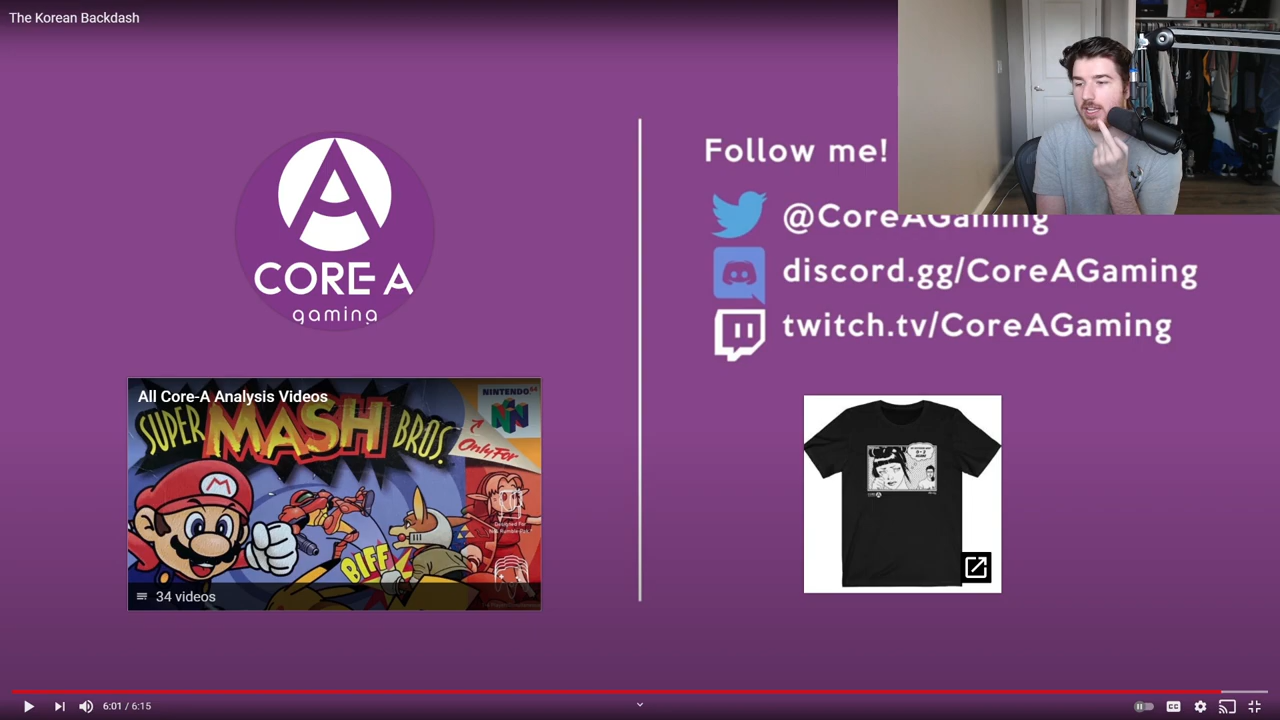 The Korean Backdash
CORE-A
gaming
Follow me!
@CoreAGaming
discord.gg/CoreAGaming
twitch.tv/CoreAGaming
All Core-A Analysis Videos
SUPER MASH BROS.
NINTENDO 64
Only For
BIFF
34 videos
6:01 / 6:15
CC